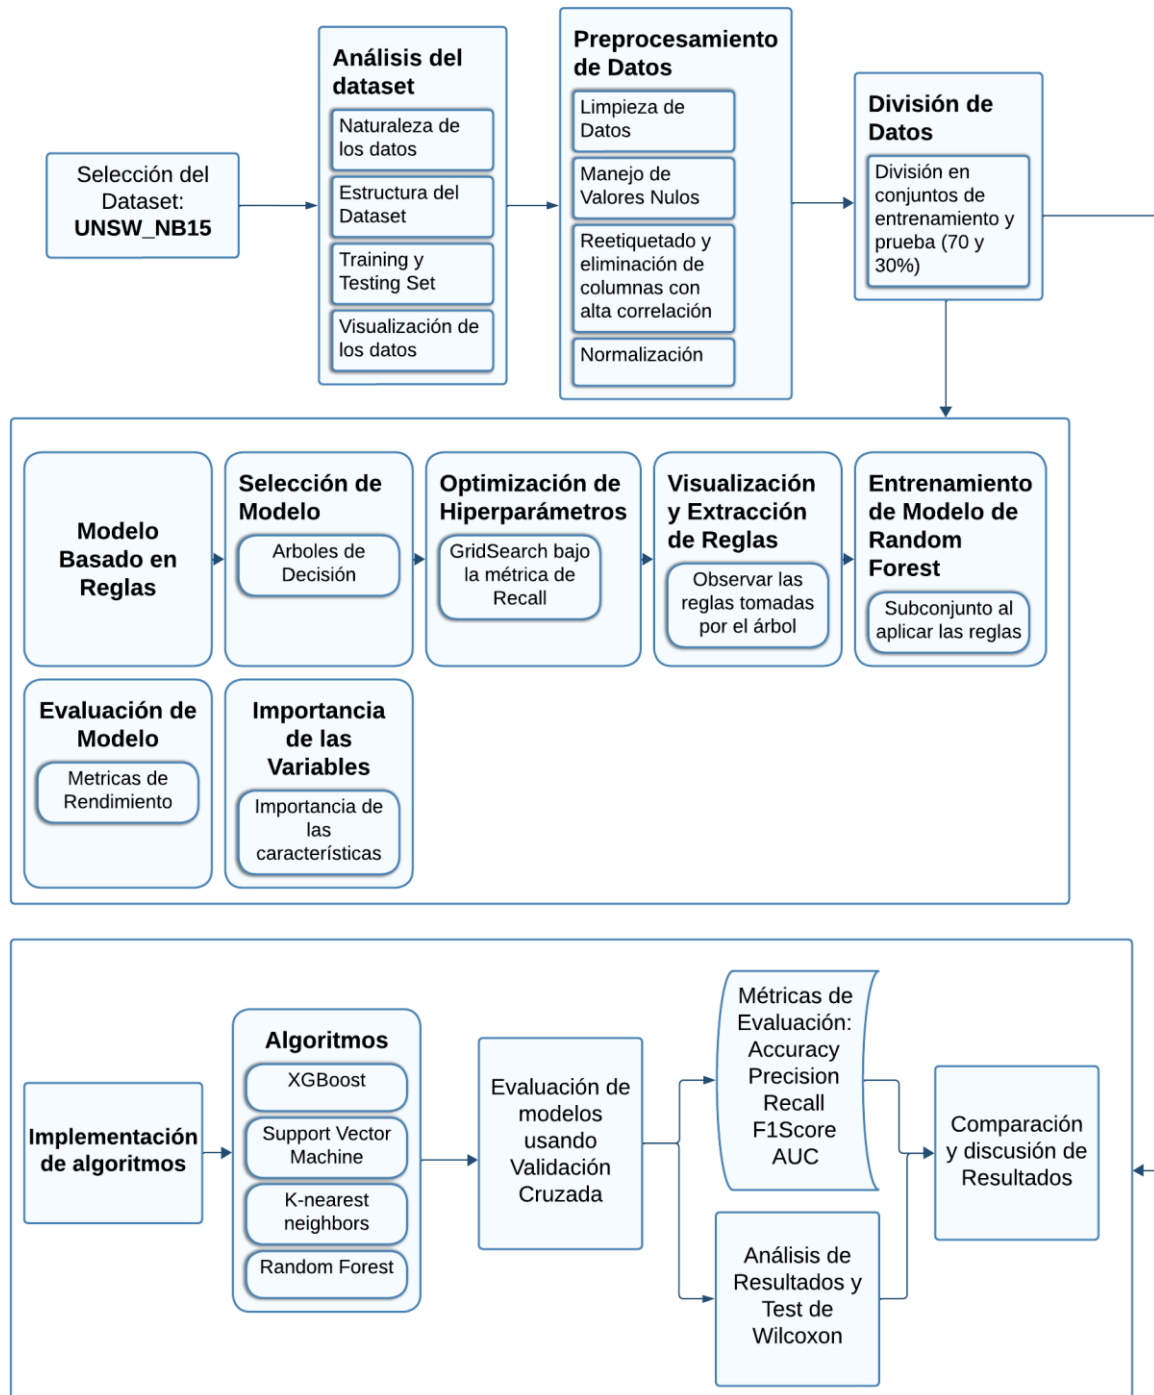 Selección del
Dataset:
UNSW_NB15
Análisis del
dataset
Naturaleza de
los datos
Estructura del
Dataset
Training y
Testing Set
Visualización de
los datos
Preprocesamiento
de Datos
Limpieza de
Datos
Manejo de
Valores Nulos
Reetiquetado y
eliminación de
columnas con
alta correlación
Normalización
División de
Datos
División en
conjuntos de
entrenamiento y
prueba (70 y
30%)
Modelo
Basado en
Reglas
Selección de
Modelo
Arboles de
Decisión
Optimización de
Hiperparámetros
GridSearch bajo
la métrica de
Recall
Visualización
y Extracción
de Reglas
Observar las
reglas tomadas
por el árbol
Entrenamiento
de Modelo de
Random
Forest
Subconjunto al
aplicar las reglas
Evaluación de
Modelo
Metricas de
Rendimiento
Importancia
de las
Variables
Importancia de
las
características
Implementación
de algoritmos
Algoritmos
XGBoost
Support Vector
Machine
K-nearest
neighbors
Random Forest
Evaluación de
modelos
usando
Validación
Cruzada
Métricas de
Evaluación:
Accuracy
Precision
Recall
F1Score
AUC
Análisis de
Resultados y
Test de
Wilcoxon
Comparación
y discusión de
Resultados